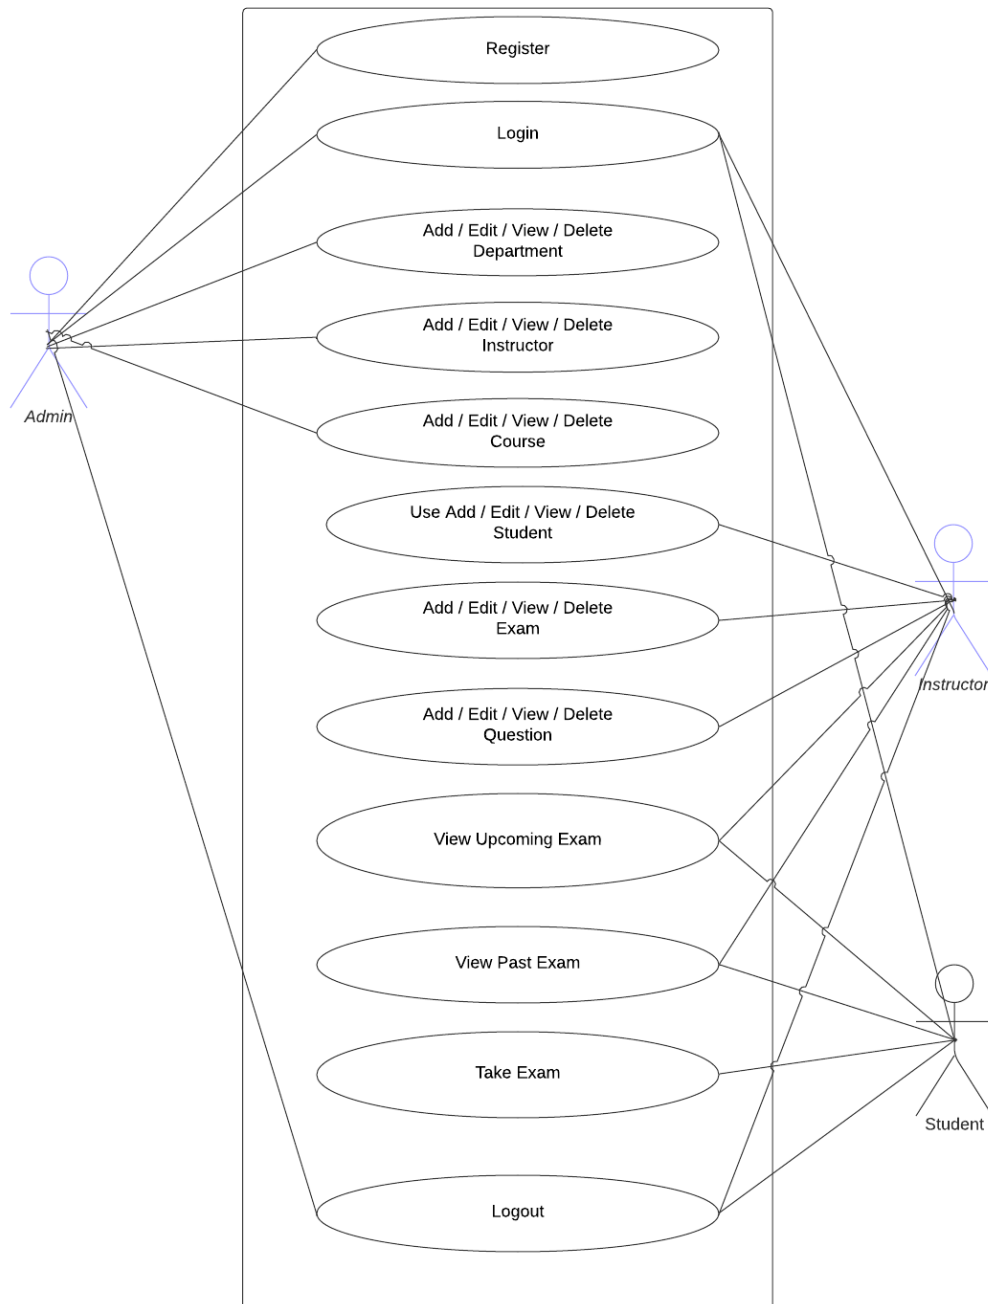 Register
Login
Add / Edit / View / Delete
Department
Add / Edit / View / Delete
Instructor
Admin
Add / Edit / View / Delete
Course
Use Add / Edit / View / Delete
Student
Add / Edit / View / Delete
Exam
Instructor
Add / Edit / View / Delete
Question
View Upcoming Exam
View Past Exam
Take Exam
Student
Logout